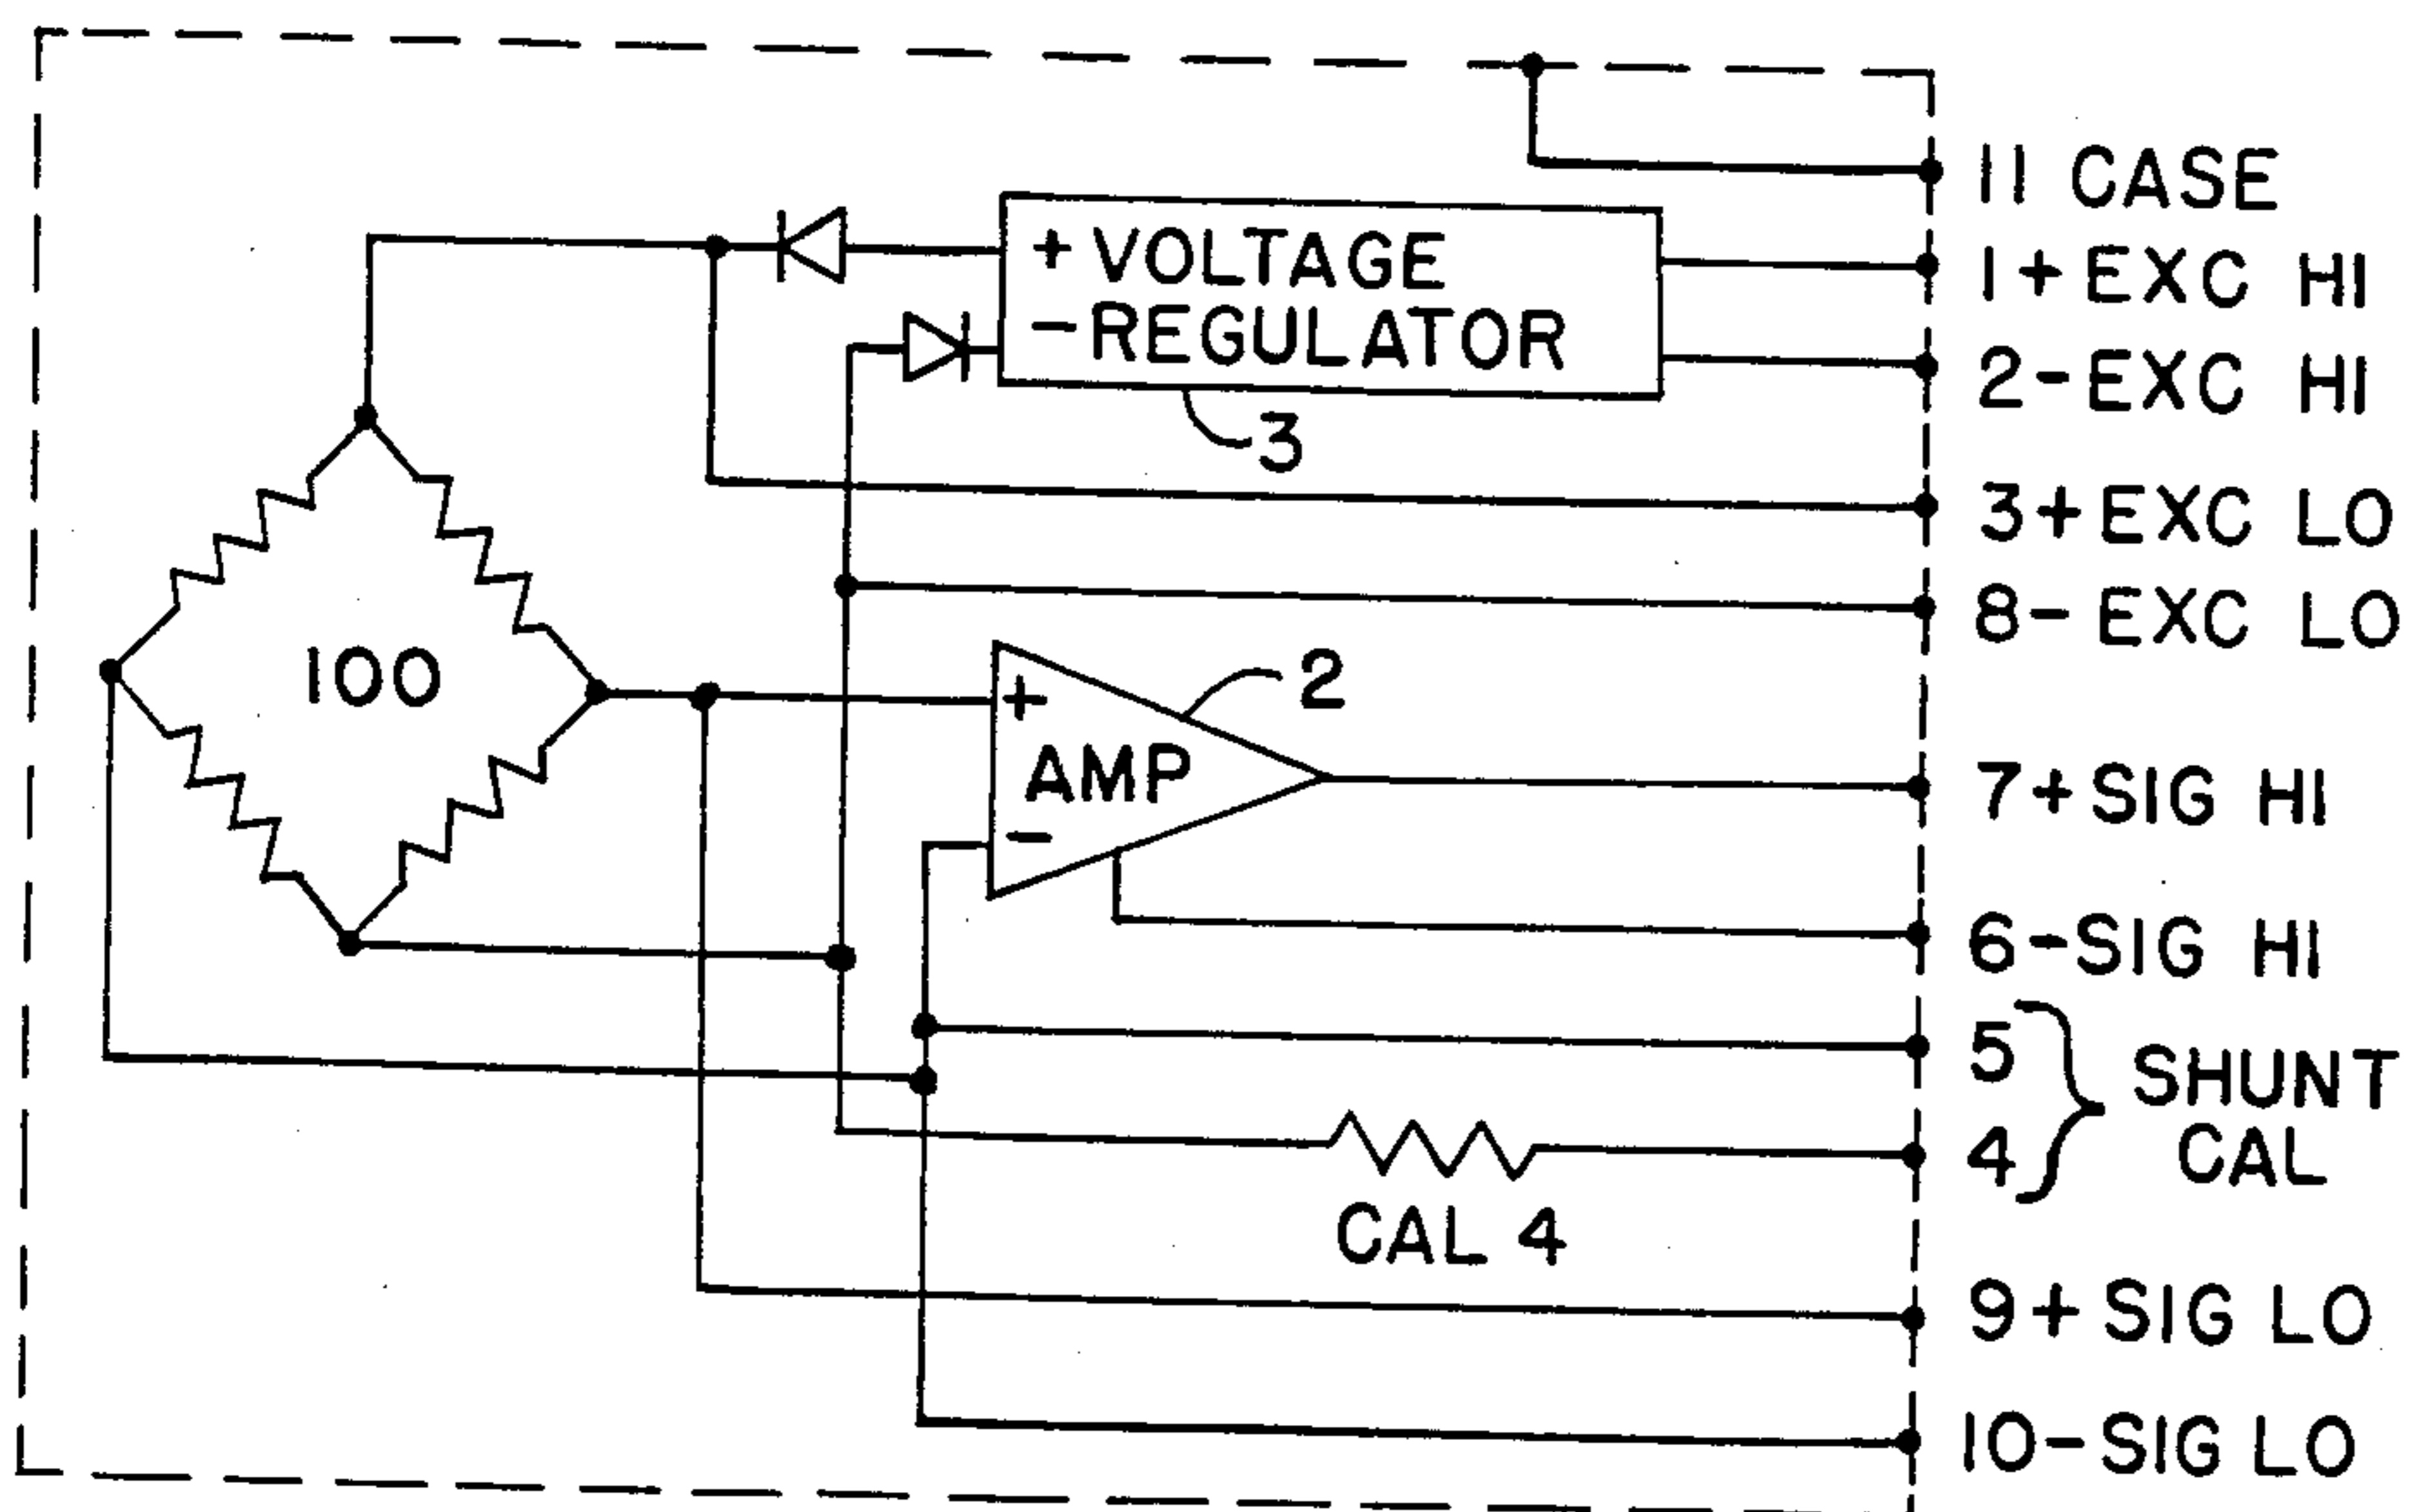 11 CASE
+ VOLTAGE
- REGULATOR
1+EXC HI
2-EXC HI
3
3+EXC LO
8- EXC LO
100
2
+
AMP
-
7+SIG HI
6-SIG HI
5
4
SHUNT
CAL
CAL 4
9+ SIG LO
10-SIG LO